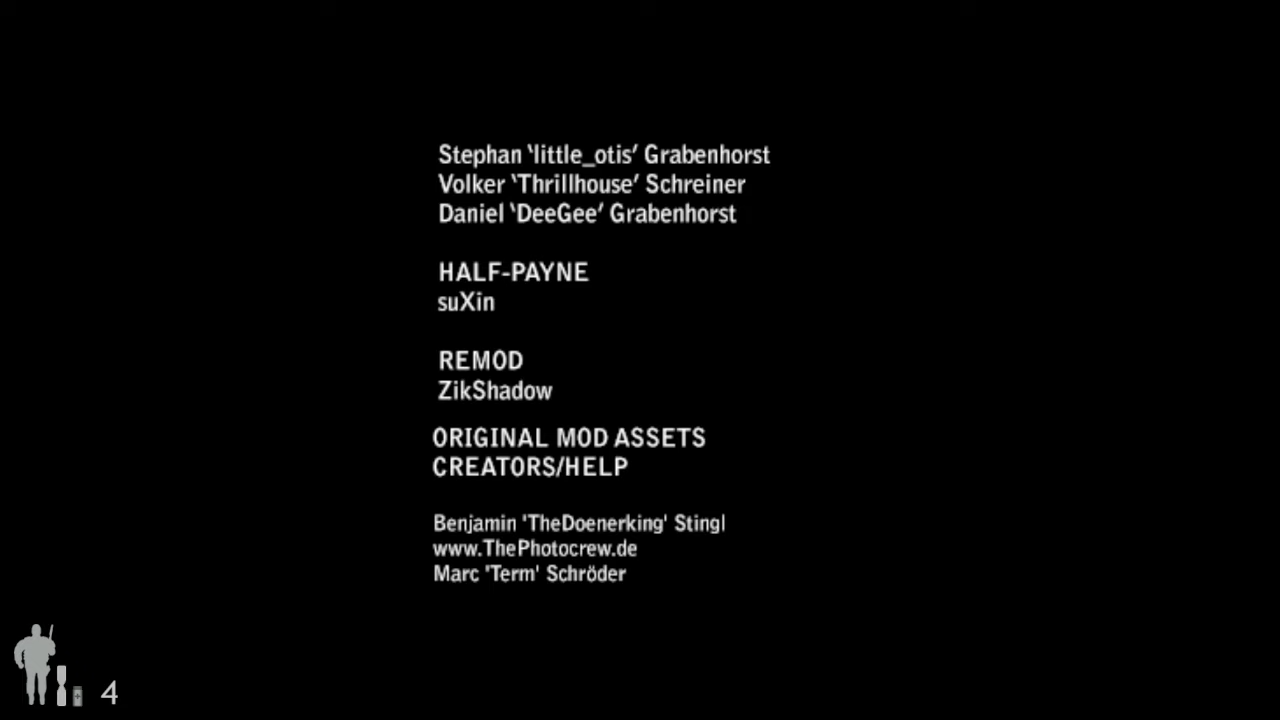 Stephan ‘little_otis’ Grabenhorst
Volker ‘Thrillhouse’ Schreiner
Daniel ‘DeeGee’ Grabenhorst
HALF-PAYNE
suXin
REMOD
ZikShadow
ORIGINAL MOD ASSETS
CREATORS/HELP
Benjamin 'TheDoenerking' Stingl
www.ThePhotocrew.de
Marc 'Term' Schröder
4